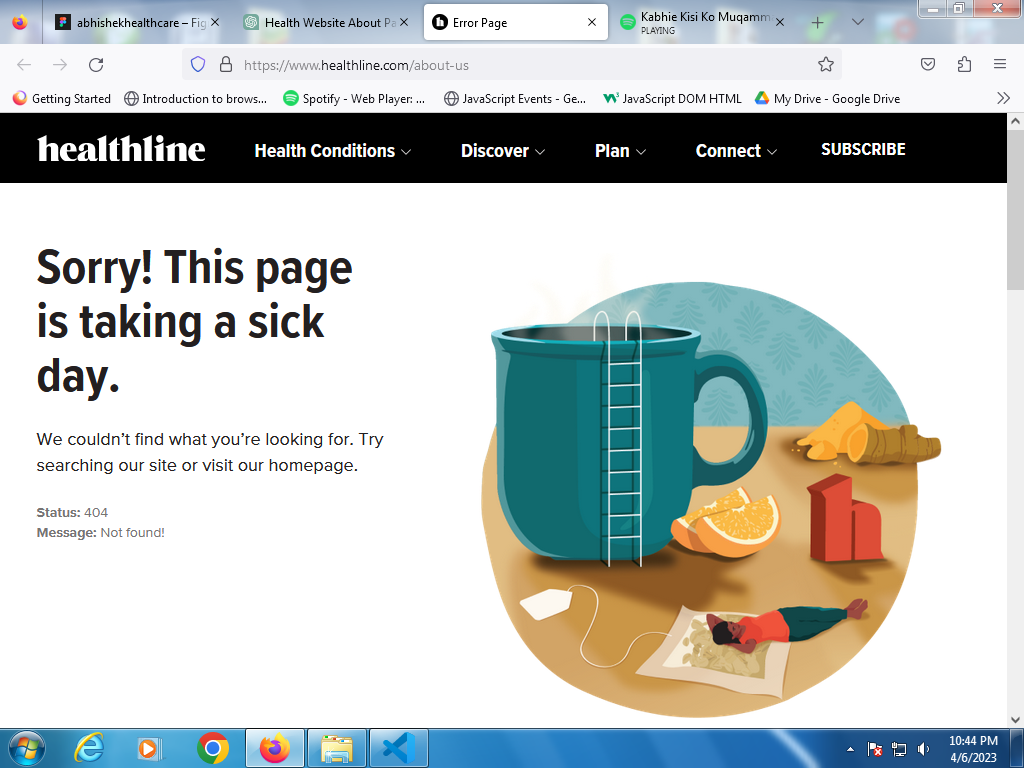 abhishekhealthcare – Fig
Health Website About Pa
Error Page
Kabhie Kisi Ko Muqamm
PLAYING
https://www.healthline.com/about-us
Getting Started
Introduction to brows...
Spotify - Web Player: ...
JavaScript Events - Ge...
JavaScript DOM HTML
My Drive - Google Drive
healthline
Health Conditions
Discover
Plan
Connect
SUBSCRIBE
Sorry! This page
is taking a sick
day.
We couldn’t find what you’re looking for. Try
searching our site or visit our homepage.
Status: 404
Message: Not found!
10:44 PM
4/6/2023